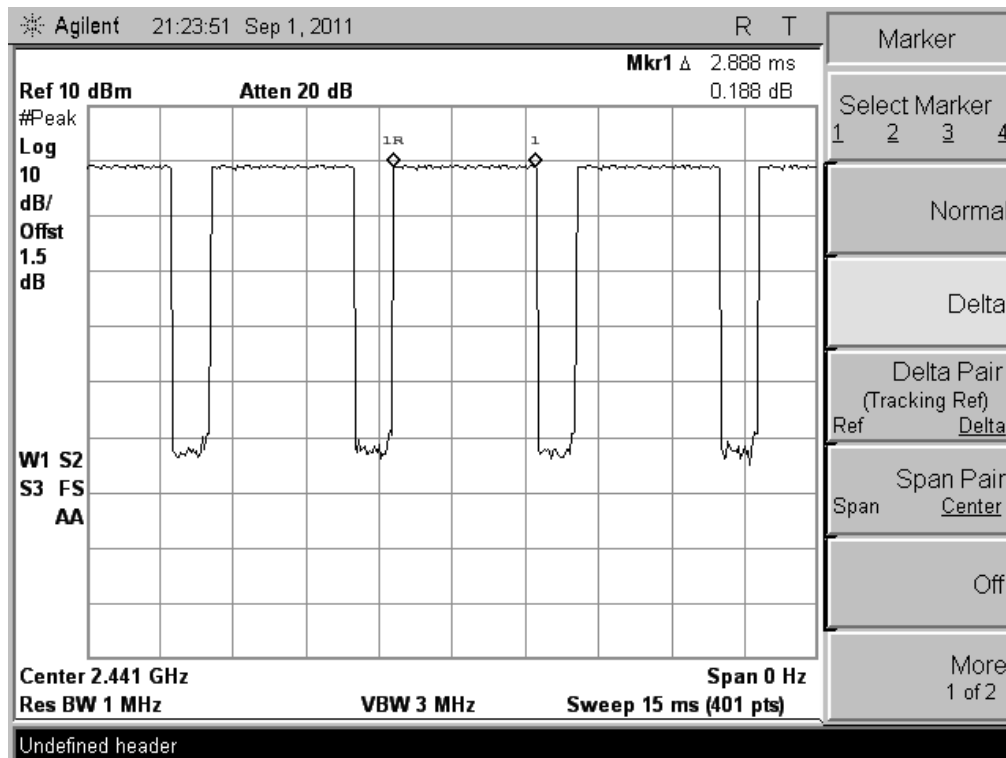 Agilent 21:23:51 Sep 1, 2011 R T
Mkr1 Δ 2.888 ms
Ref 10 dBm Atten 20 dB 0.188 dB
#Peak
Log
10
dB/
Offst
1.5
dB
1R 1
W1 S2
S3 FS
AA
Center 2.441 GHz Span 0 Hz
Res BW 1 MHz VBW 3 MHz Sweep 15 ms (401 pts)
Undefined header
Marker
Select Marker
1 2 3 4
Normal
Delta
Delta Pair
(Tracking Ref)
Ref Delta
Span Pair
Span Center
Off
More
1 of 2